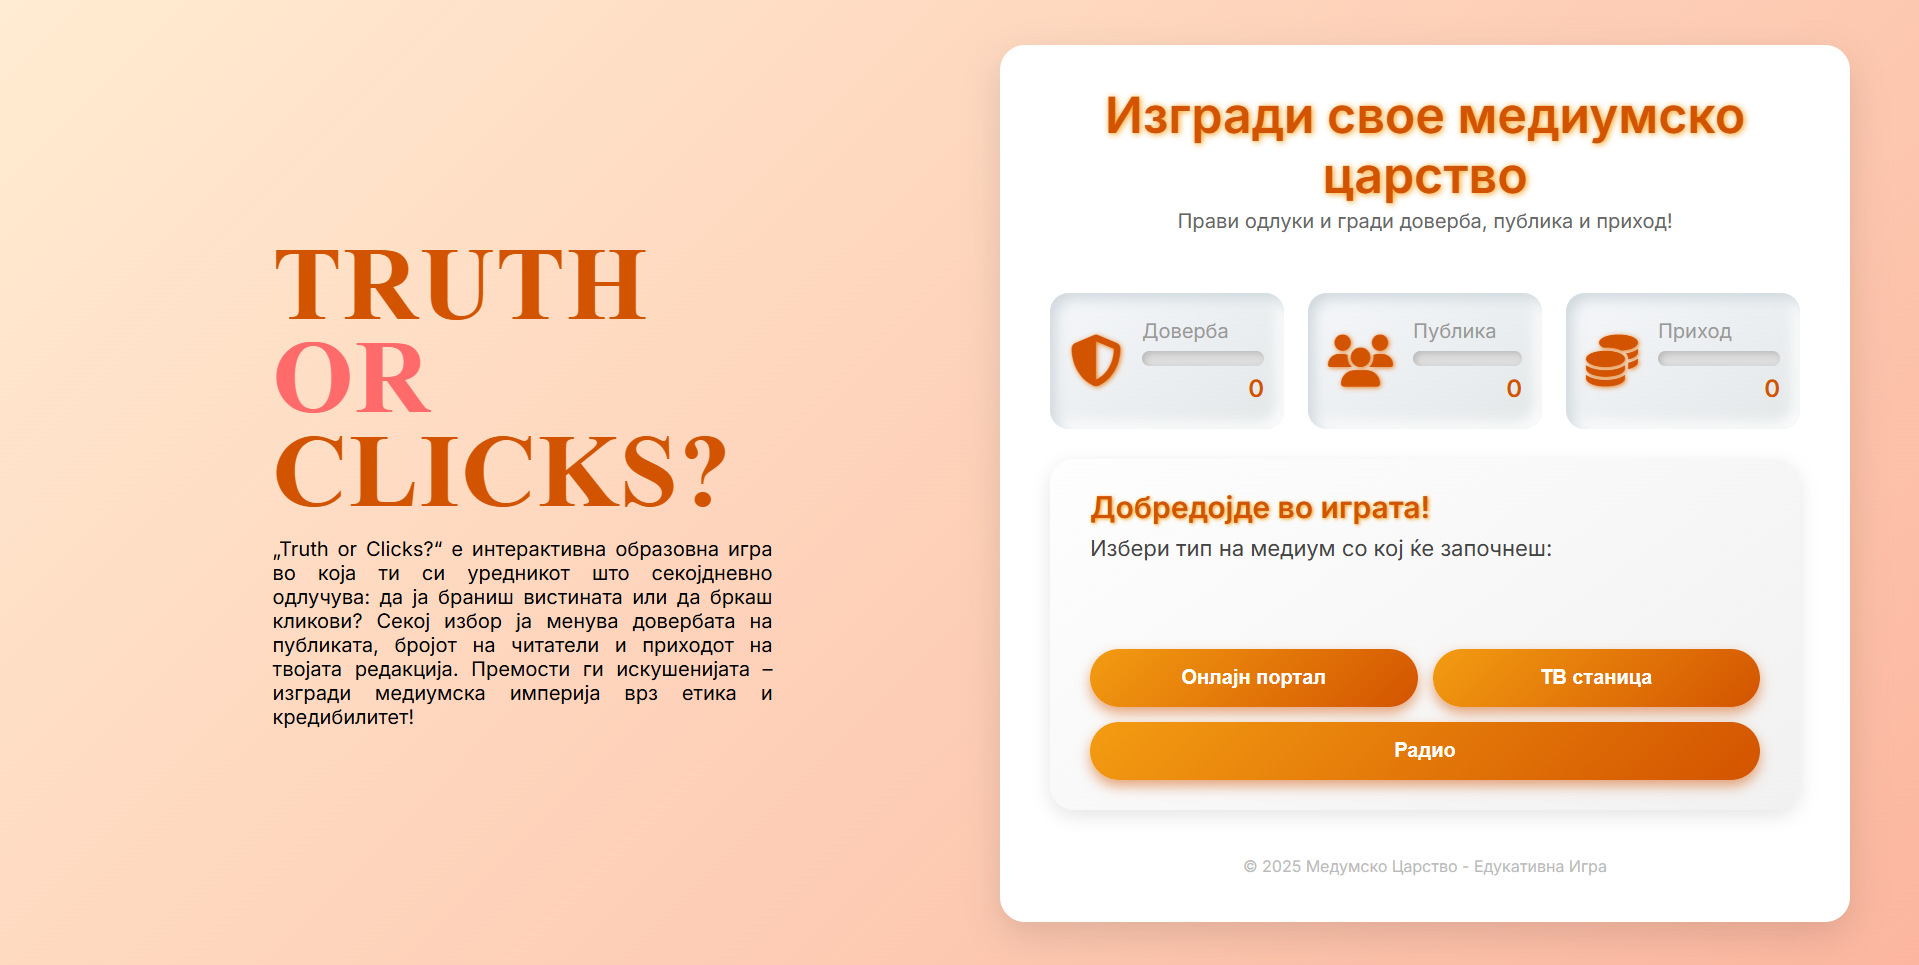 TRUTH
OR
CLICKS?
„Truth or Clicks?“ е интерактивна образовна игра
во која ти си уредникот што секојдневно
одлучува: да ја браниш вистината или да бркаш
кликови? Секој избор ја менува довербата на
публиката, бројот на читатели и приходот на
твојата редакција. Премости ги искушенијата –
изгради медиумска империја врз етика и
кредибилитет!
Изгради свое медиумско
царство
Прави одлуки и гради доверба, публика и приход!
Доверба
0
Публика
0
Приход
0
Добредојде во играта!
Избери тип на медиум со кој ќе започнеш:
Онлајн портал
ТВ станица
Радио
© 2025 Медумско Царство - Едукативна Игра